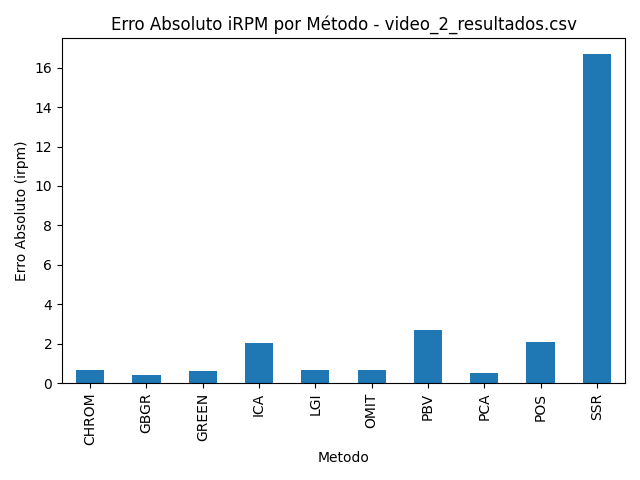 Erro Absoluto iRPM por Método - video_2_resultados.csv
16
14
12
10
8
6
4
2
0
Erro Absoluto (irpm)
CHROM
GBGR
GREEN
ICA
LGI
OMIT
PBV
PCA
POS
SSR
Metodo